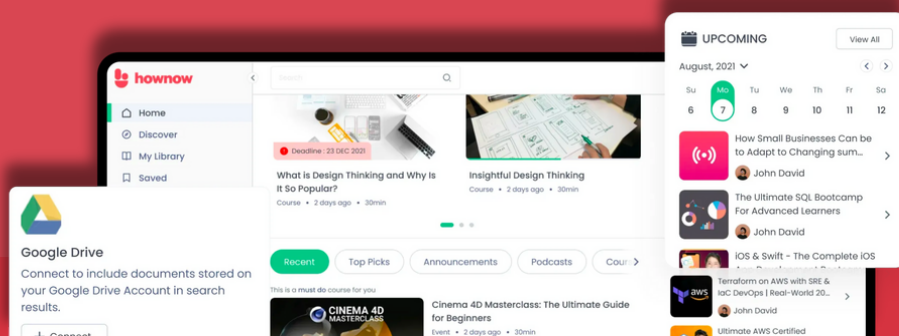 hownow
Home
Discover
My Library
Saved
Google Drive
Connect to include documents stored on
your Google Drive Account in search
results.
Connect
Search
Deadline : 23 DEC 2021
What is Design Thinking and Why Is
It So Popular?
Course • 2 days ago • 30min
Insightful Design Thinking
Course • 2 days ago • 30min
Recent
Top Picks
Announcements
Podcasts
This is a must do course for you
CINEMA 4D
MASTERCLASS
Cinema 4D Masterclass: The Ultimate Guide
for Beginners
Event • 2 days ago • 30min
UPCOMING
View All
August, 2021
Su Mo Tu We Th Fr Sa
6 7 8 9 10 11 12
How Small Businesses Can be
to Adapt to Changing sum...
John David
The Ultimate SQL Bootcamp
For Advanced Learners
John David
iOS & Swift - The Complete iOS
aws
Terraform on AWS with SRE &
IaC DevOps | Real-World 20...
John David
Ultimate AWS Certified